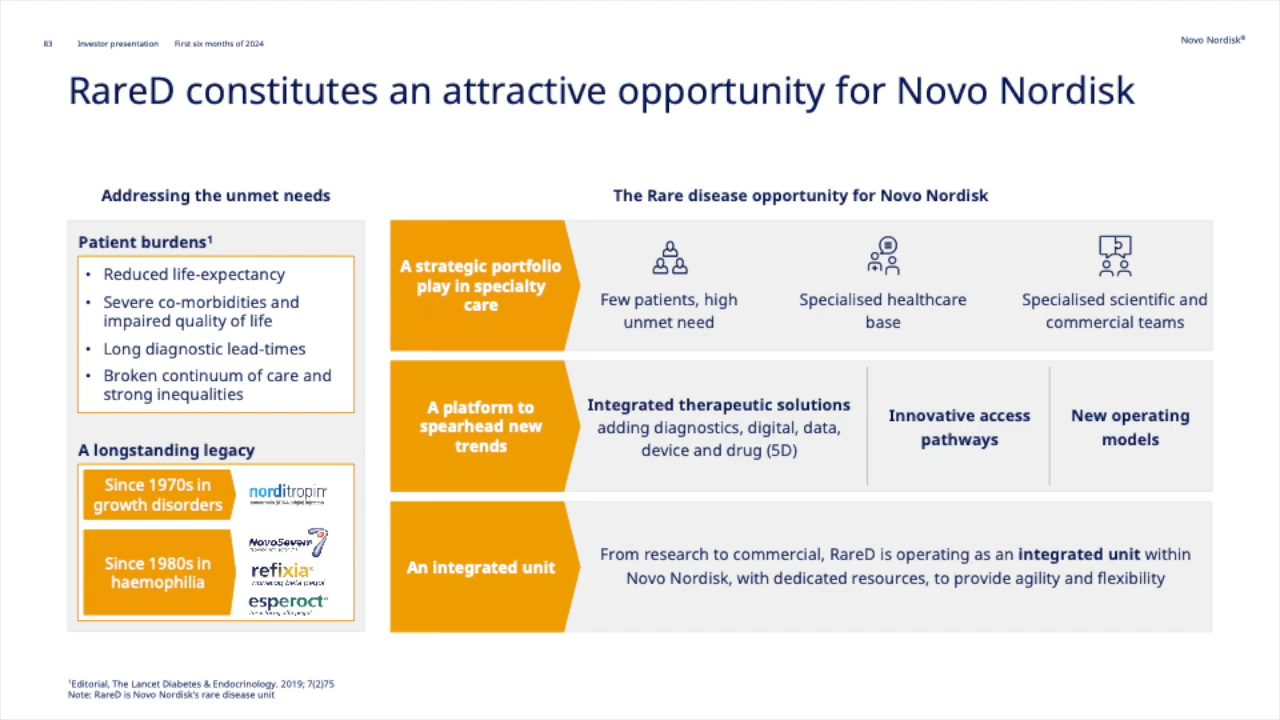 83 Investor presentation First six months of 2024
Novo Nordisk®
RareD constitutes an attractive opportunity for Novo Nordisk
Addressing the unmet needs
Patient burdens¹
• Reduced life-expectancy
• Severe co-morbidities and
impaired quality of life
• Long diagnostic lead-times
• Broken continuum of care and
strong inequalities
A longstanding legacy
Since 1970s in
growth disorders
norditropin
Since 1980s in
haemophilia
NovoSeven
refixia
esperoct
The Rare disease opportunity for Novo Nordisk
A strategic portfolio
play in specialty
care
Few patients, high
unmet need
Specialised healthcare
base
Specialised scientific and
commercial teams
A platform to
spearhead new
trends
Integrated therapeutic solutions
adding diagnostics, digital, data,
device and drug (5D)
Innovative access
pathways
New operating
models
An integrated unit
From research to commercial, RareD is operating as an integrated unit within
Novo Nordisk, with dedicated resources, to provide agility and flexibility
¹Editorial, The Lancet Diabetes & Endocrinology. 2019; 7(2)75
Note: RareD is Novo Nordisk's rare disease unit